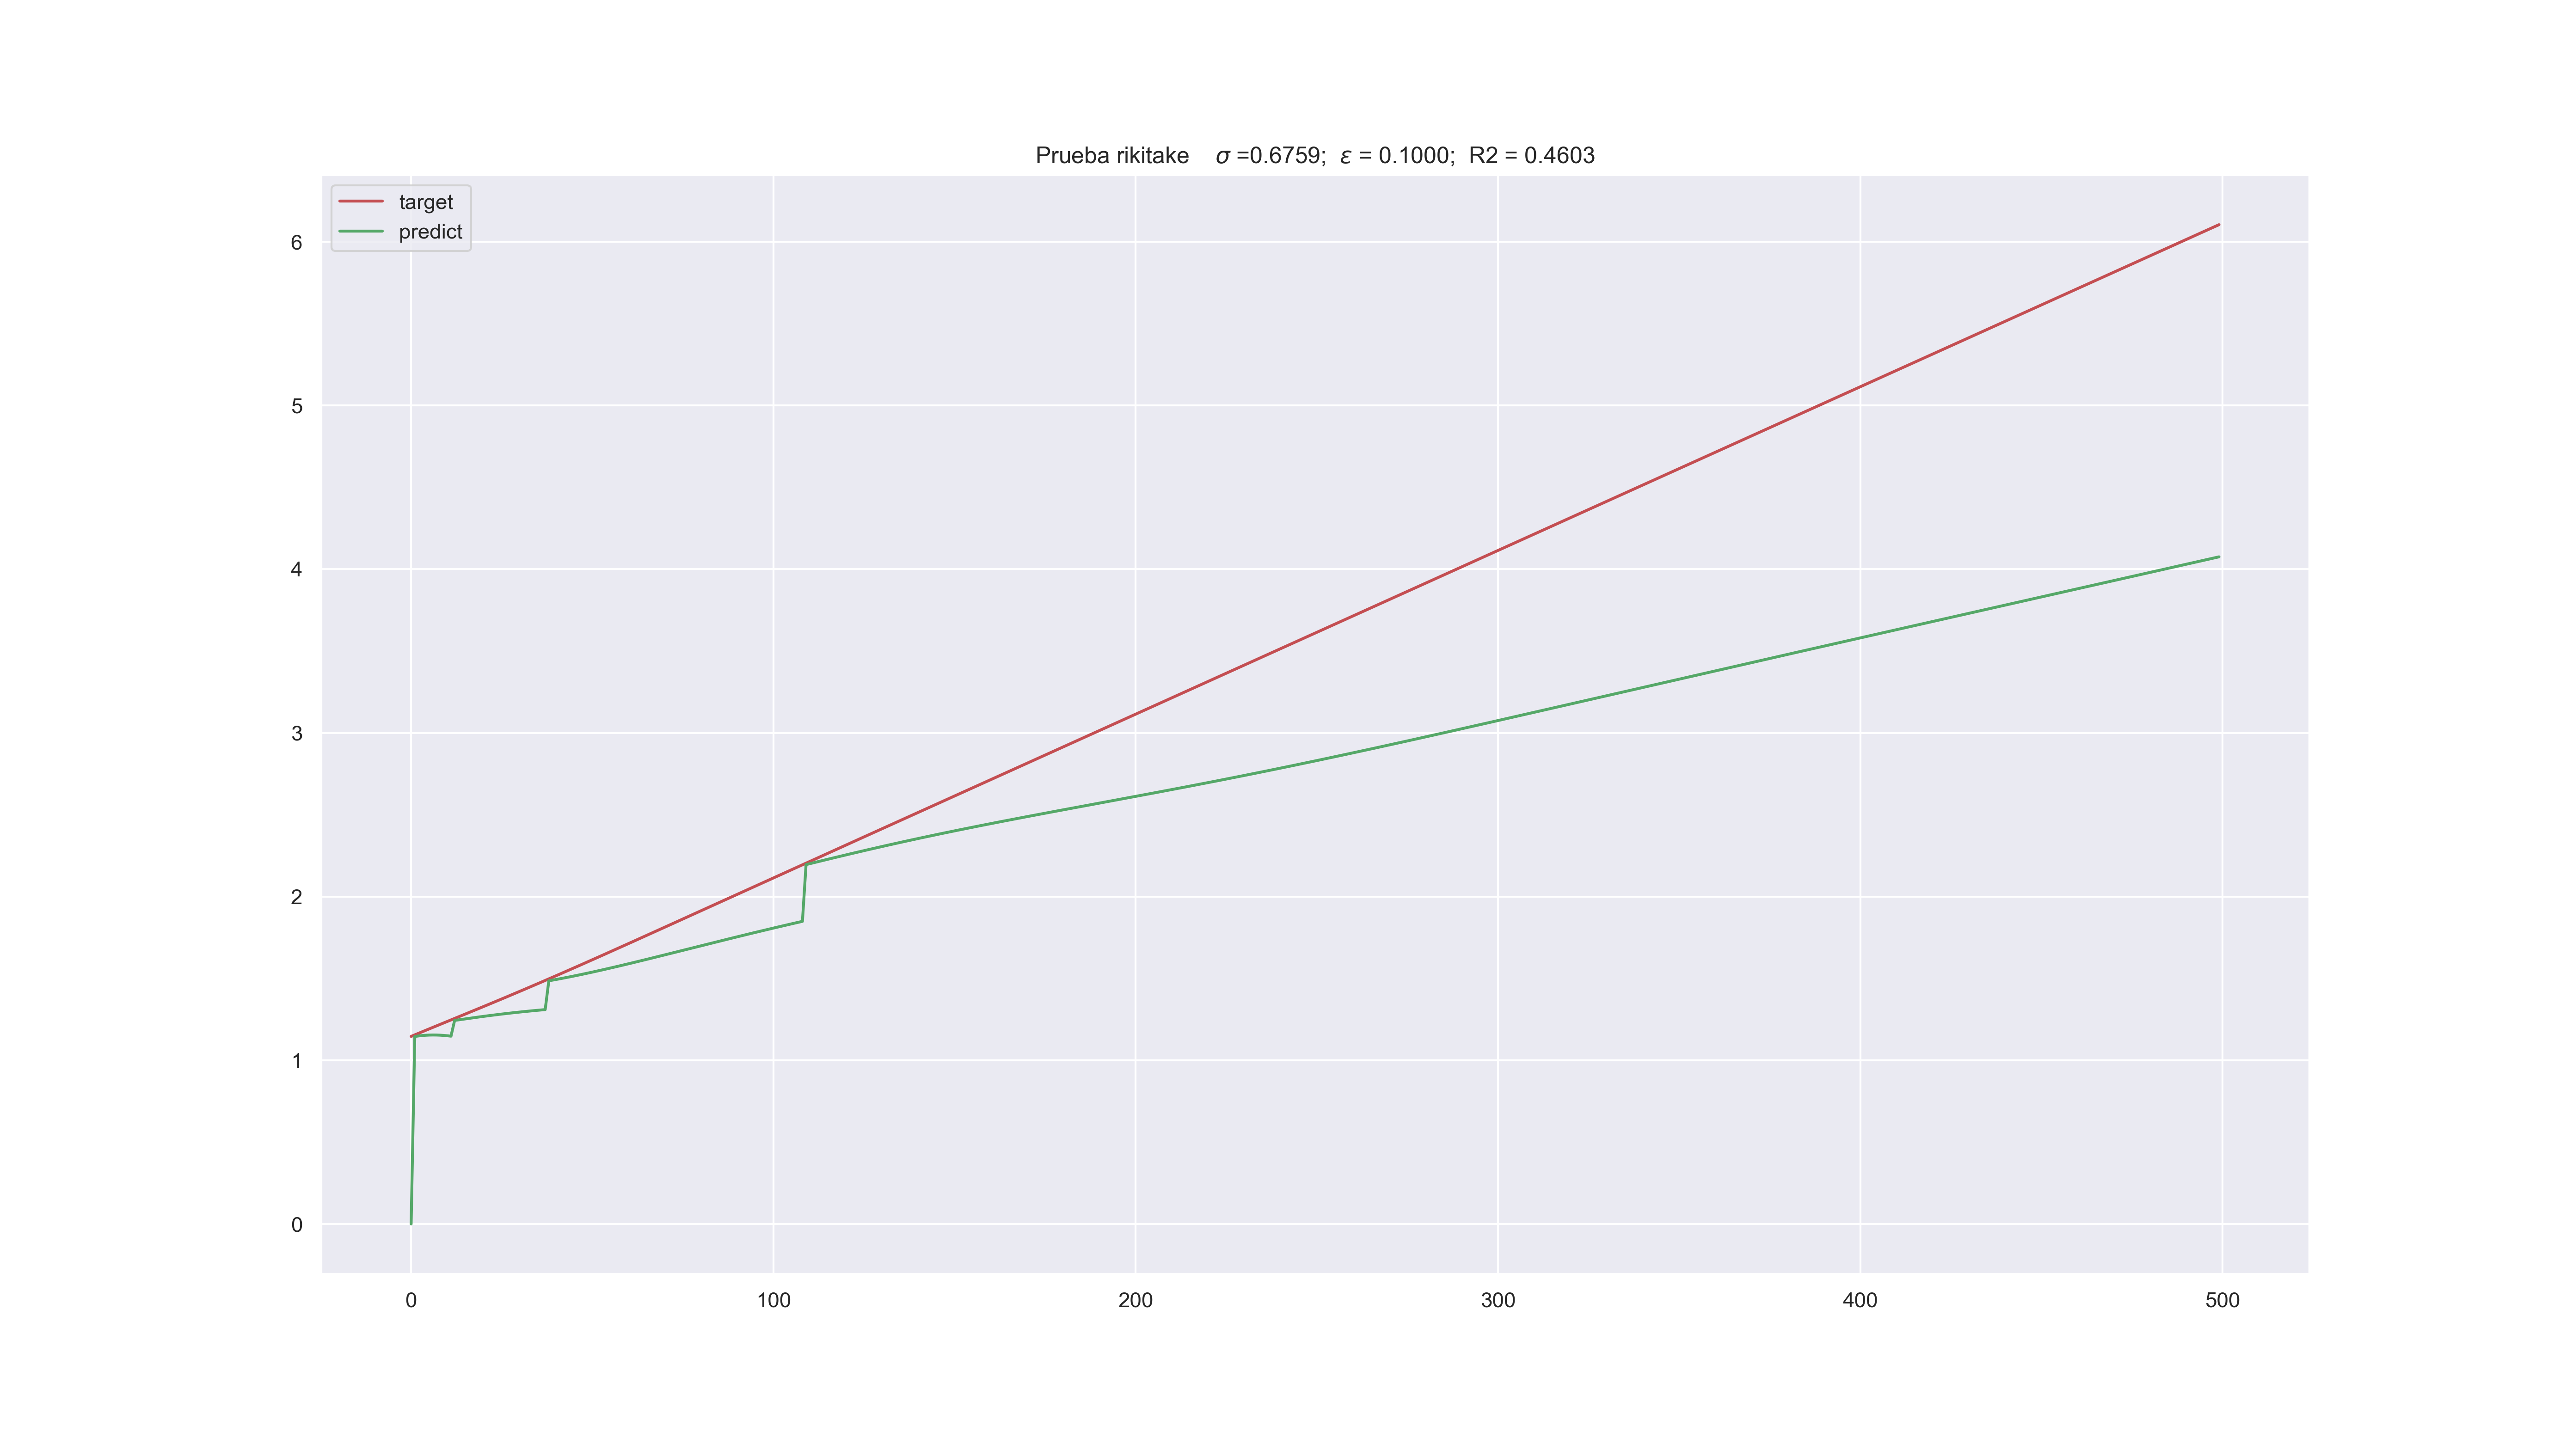 Prueba rikitake σ =0.6759; ε = 0.1000; R2 = 0.4603
target
predict
6
5
4
3
2
1
0
0 100 200 300 400 500